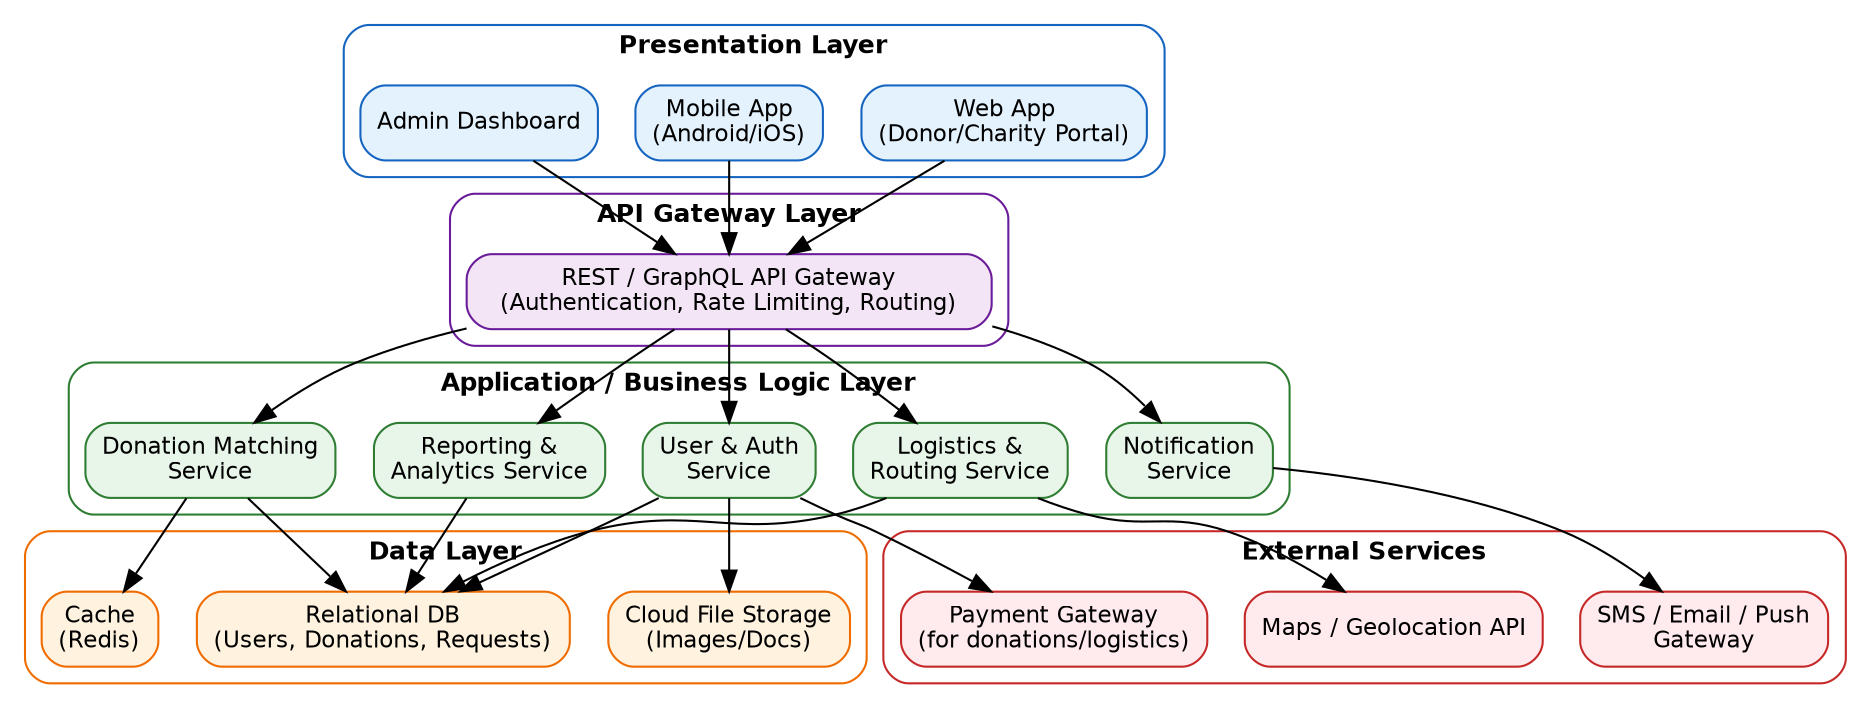 Presentation Layer
Admin Dashboard
Mobile App
(Android/iOS)
Web App
(Donor/Charity Portal)
API Gateway Layer
REST / GraphQL API Gateway
(Authentication, Rate Limiting, Routing)
Application / Business Logic Layer
Donation Matching
Service
Reporting &
Analytics Service
User & Auth
Service
Logistics &
Routing Service
Notification
Service
Data Layer
Cache
(Redis)
Relational DB
(Users, Donations, Requests)
Cloud File Storage
(Images/Docs)
External Services
Payment Gateway
(for donations/logistics)
Maps / Geolocation API
SMS / Email / Push
Gateway